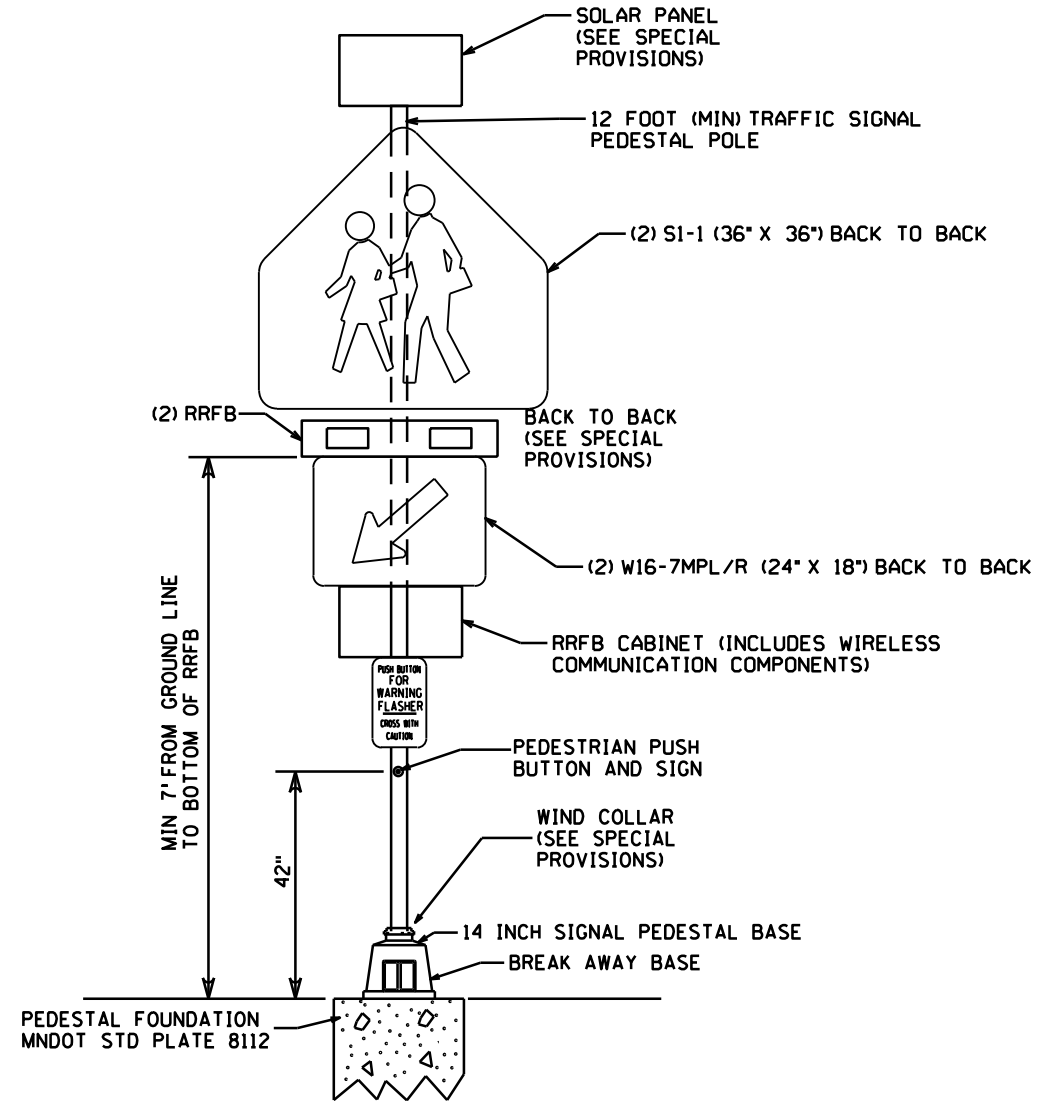 SOLAR PANEL
(SEE SPECIAL
PROVISIONS)
12 FOOT (MIN) TRAFFIC SIGNAL
PEDESTAL POLE
(2) S1-1 (36" X 36") BACK TO BACK
(2) RRFB
BACK TO BACK
(SEE SPECIAL
PROVISIONS)
(2) W16-7MPL/R (24" X 18") BACK TO BACK
MIN 7' FROM GROUND LINE
TO BOTTOM OF RRFB
RRFB CABINET (INCLUDES WIRELESS
COMMUNICATION COMPONENTS)
PUSH BUTTON
FOR
WARNING
FLASHER
CROSS WITH
CAUTION
PEDESTRIAN PUSH
BUTTON AND SIGN
42"
WIND COLLAR
(SEE SPECIAL
PROVISIONS)
14 INCH SIGNAL PEDESTAL BASE
BREAK AWAY BASE
PEDESTAL FOUNDATION
MNDOT STD PLATE 8112